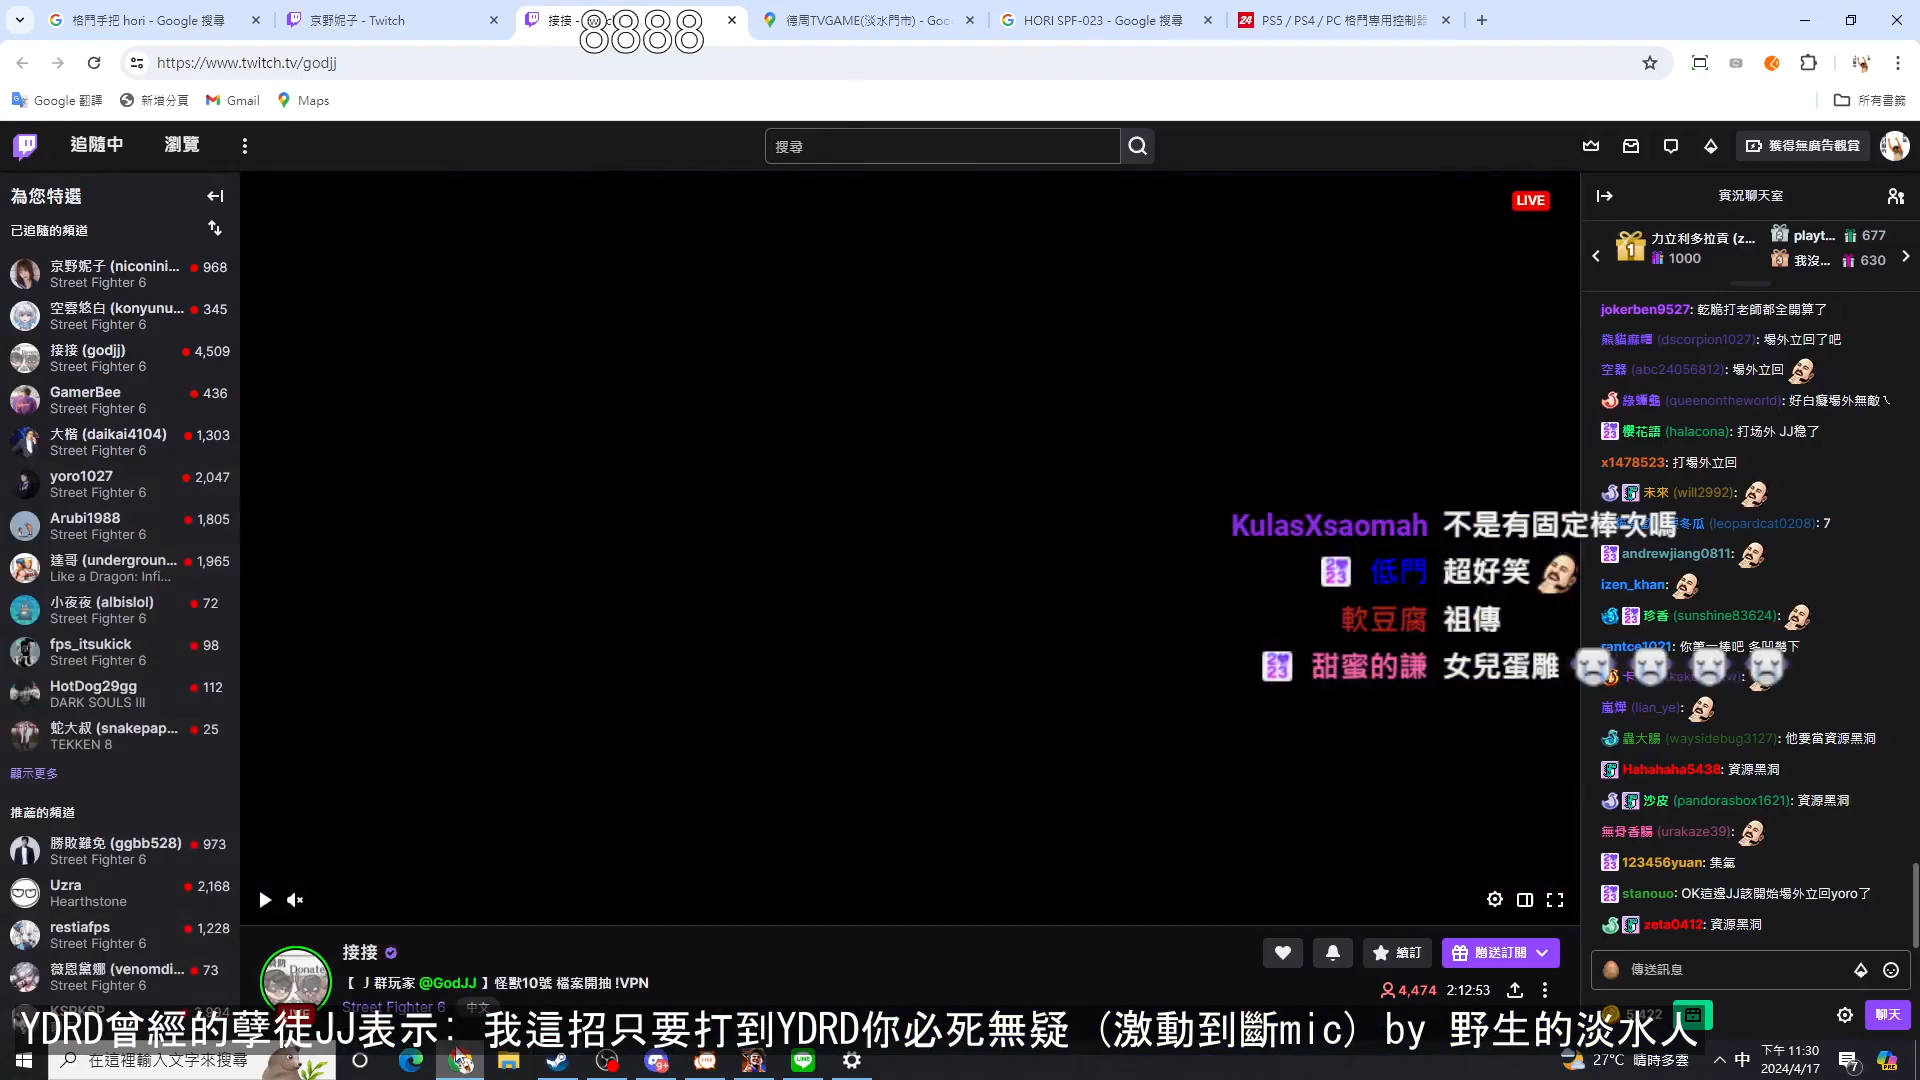 格鬥手把 hori - Google 搜尋
京野妮子 - Twitch
接接 -
8888
德周TVGAME(淡水門市) - Goo
HORI SPF-023 - Google 搜尋
PS5 / PS4 / PC 格鬥專用控制器
https://www.twitch.tv/godjj
Google 翻譯
新增分頁
Gmail
Maps
所有書籤
追隨中
瀏覽
搜尋
獲得無廣告觀賞
為您特選
已追隨的頻道
京野妮子 (niconini... 968
Street Fighter 6
空雲悠白 (konyunu... 345
Street Fighter 6
接接 (godjj) 4,509
Street Fighter 6
GamerBee 436
Street Fighter 6
大楷 (daikai4104) 1,303
Street Fighter 6
yoro1027 2,047
Street Fighter 6
Arubi1988 1,805
Street Fighter 6
達哥 (undergroun... 1,965
Like a Dragon: Infi...
小夜夜 (albislol) 72
Street Fighter 6
fps_itsukick 98
Street Fighter 6
HotDog29gg 112
DARK SOULS III
蛇大叔 (snakepap... 25
TEKKEN 8
顯示更多
推薦的頻道
勝敗難免 (ggbb528) 973
Street Fighter 6
Uzra 2,168
Hearthstone
restiafps 1,228
Street Fighter 6
薇恩黛娜 (venomdi... 73
Street Fighter 6
LIVE
KulasXsaomah 不是有固定棒次嗎
低門 超好笑
軟豆腐 祖傳
甜蜜的謙 女兒蛋雕
接接
【 J 群玩家 @GodJJ 】怪獸10號 檔案開抽 !VPN
Street Fighter 6 中文
續訂
贈送訂閱
4,474 2:12:53
實況聊天室
1 力立利多拉貢 (z...
1000
playt... 677
我沒... 630
jokerben9527: 乾脆打老師都全開算了
熊貓麻糬 (dscorpion1027): 場外立回了吧
空器 (abc24056812): 場外立回
綠蠵龜 (queenontheworld): 好白癡場外無敵ㄟ
櫻花語 (halacona): 打场外 JJ稳了
x1478523: 打場外立回
未來 (will2992):
冬瓜 (leopardcat0208): 7
andrewjiang0811:
izen_khan:
珍香 (sunshine83624):
rantce1021: 你第一棒吧
嵐燁 (lian_ye):
蟲大腸 (waysidebug3127): 他要當資源黑洞
Hahahaha5438: 資源黑洞
沙皮 (pandorasbox1621): 資源黑洞
無骨香腸 (urakaze39):
123456yuan: 集氣
stanouo: OK這邊JJ該開始場外立回yoro了
zeta0412: 資源黑洞
傳送訊息
聊天
YDRD曾經的孽徒JJ表示: 我這招只要打到YDRD你必死無疑 (激動到斷mic) by 野生的淡水人
在這裡輸入文字來搜尋
27°C 晴時多雲
中
下午 11:30
2024/4/17